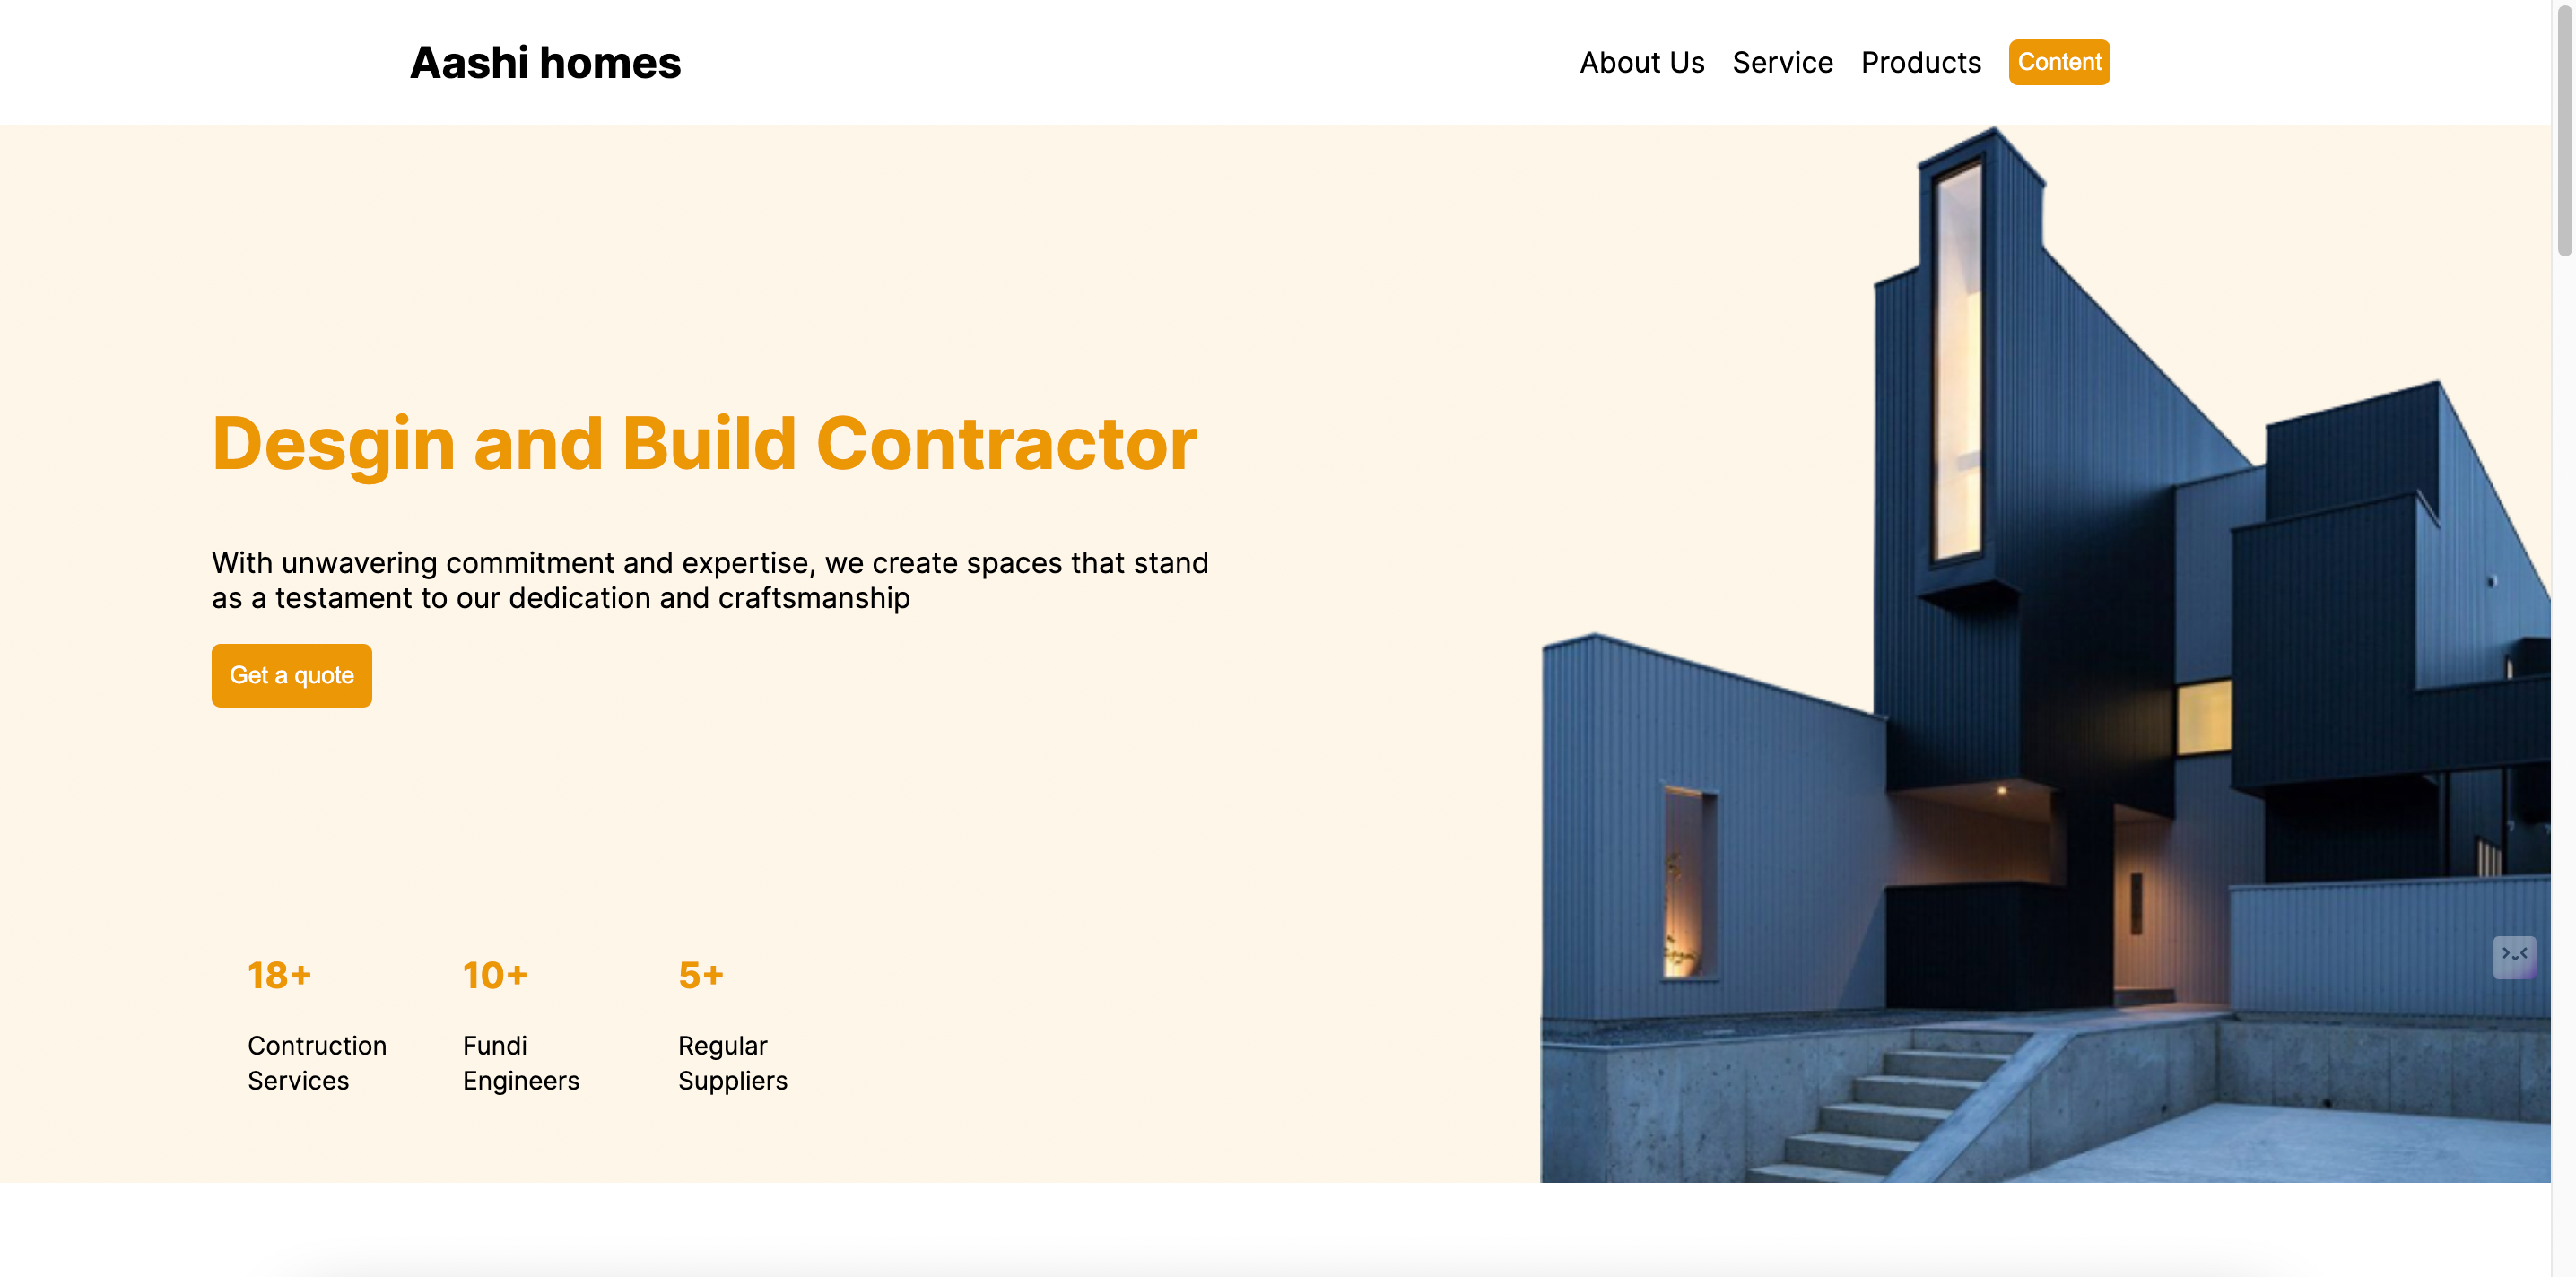 Aashi homes
About Us Service Products Content
Desgin and Build Contractor
With unwavering commitment and expertise, we create spaces that stand
as a testament to our dedication and craftsmanship
Get a quote
18+ 10+ 5+
Contruction Fundi Regular
Services Engineers Suppliers